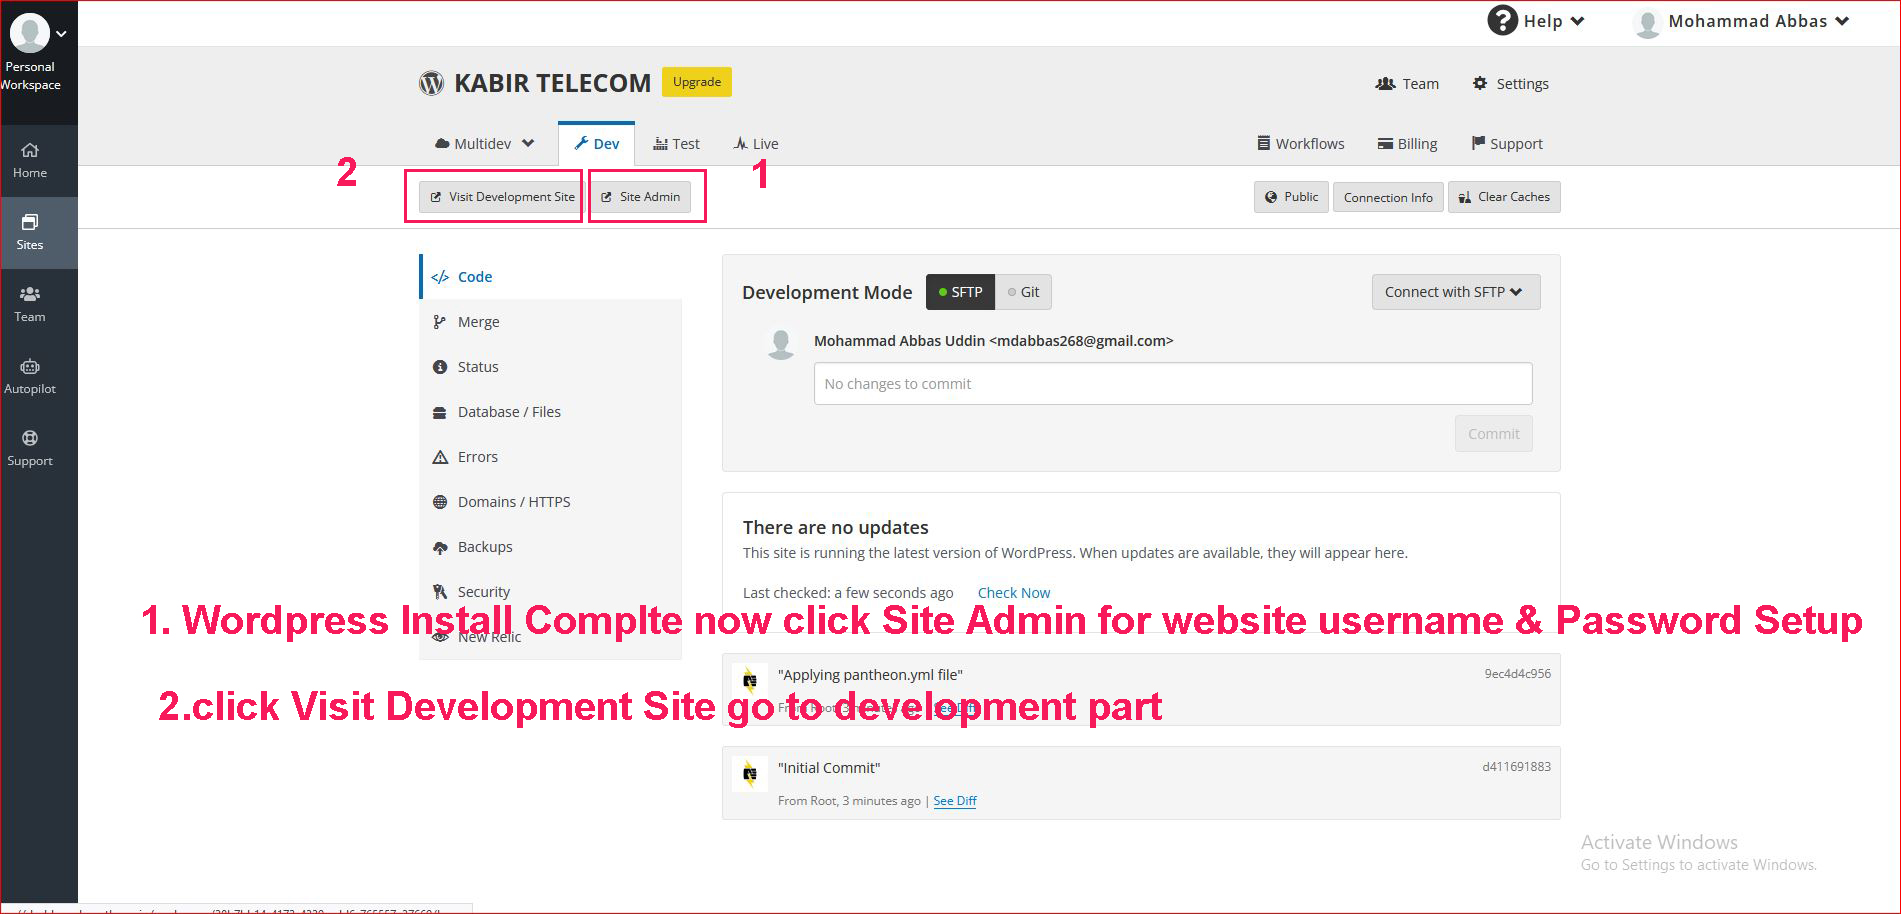 Help
Mohammad Abbas
Personal
Workspace
KABIR TELECOM
Upgrade
Team
Settings
Multidev
Dev
Test
Live
Workflows
Billing
Support
2
1
Visit Development Site
Site Admin
Public
Connection Info
Clear Caches
Home
Sites
Team
Autopilot
Support
</> Code
Merge
Status
Database / Files
Errors
Domains / HTTPS
Backups
Security
New Relic
Development Mode
SFTP
Git
Connect with SFTP
Mohammad Abbas Uddin <mdabbas268@gmail.com>
No changes to commit
Commit
There are no updates
This site is running the latest version of WordPress. When updates are available, they will appear here.
Last checked: a few seconds ago
Check Now
1. Wordpress Install Complte now click Site Admin for website username & Password Setup
"Applying pantheon.yml file"
9ec4d4c956
From Root, 3 minutes ago | See Diff
2.click Visit Development Site go to development part
"Initial Commit"
d411691883
From Root, 3 minutes ago | See Diff
Activate Windows
Go to Settings to activate Windows.